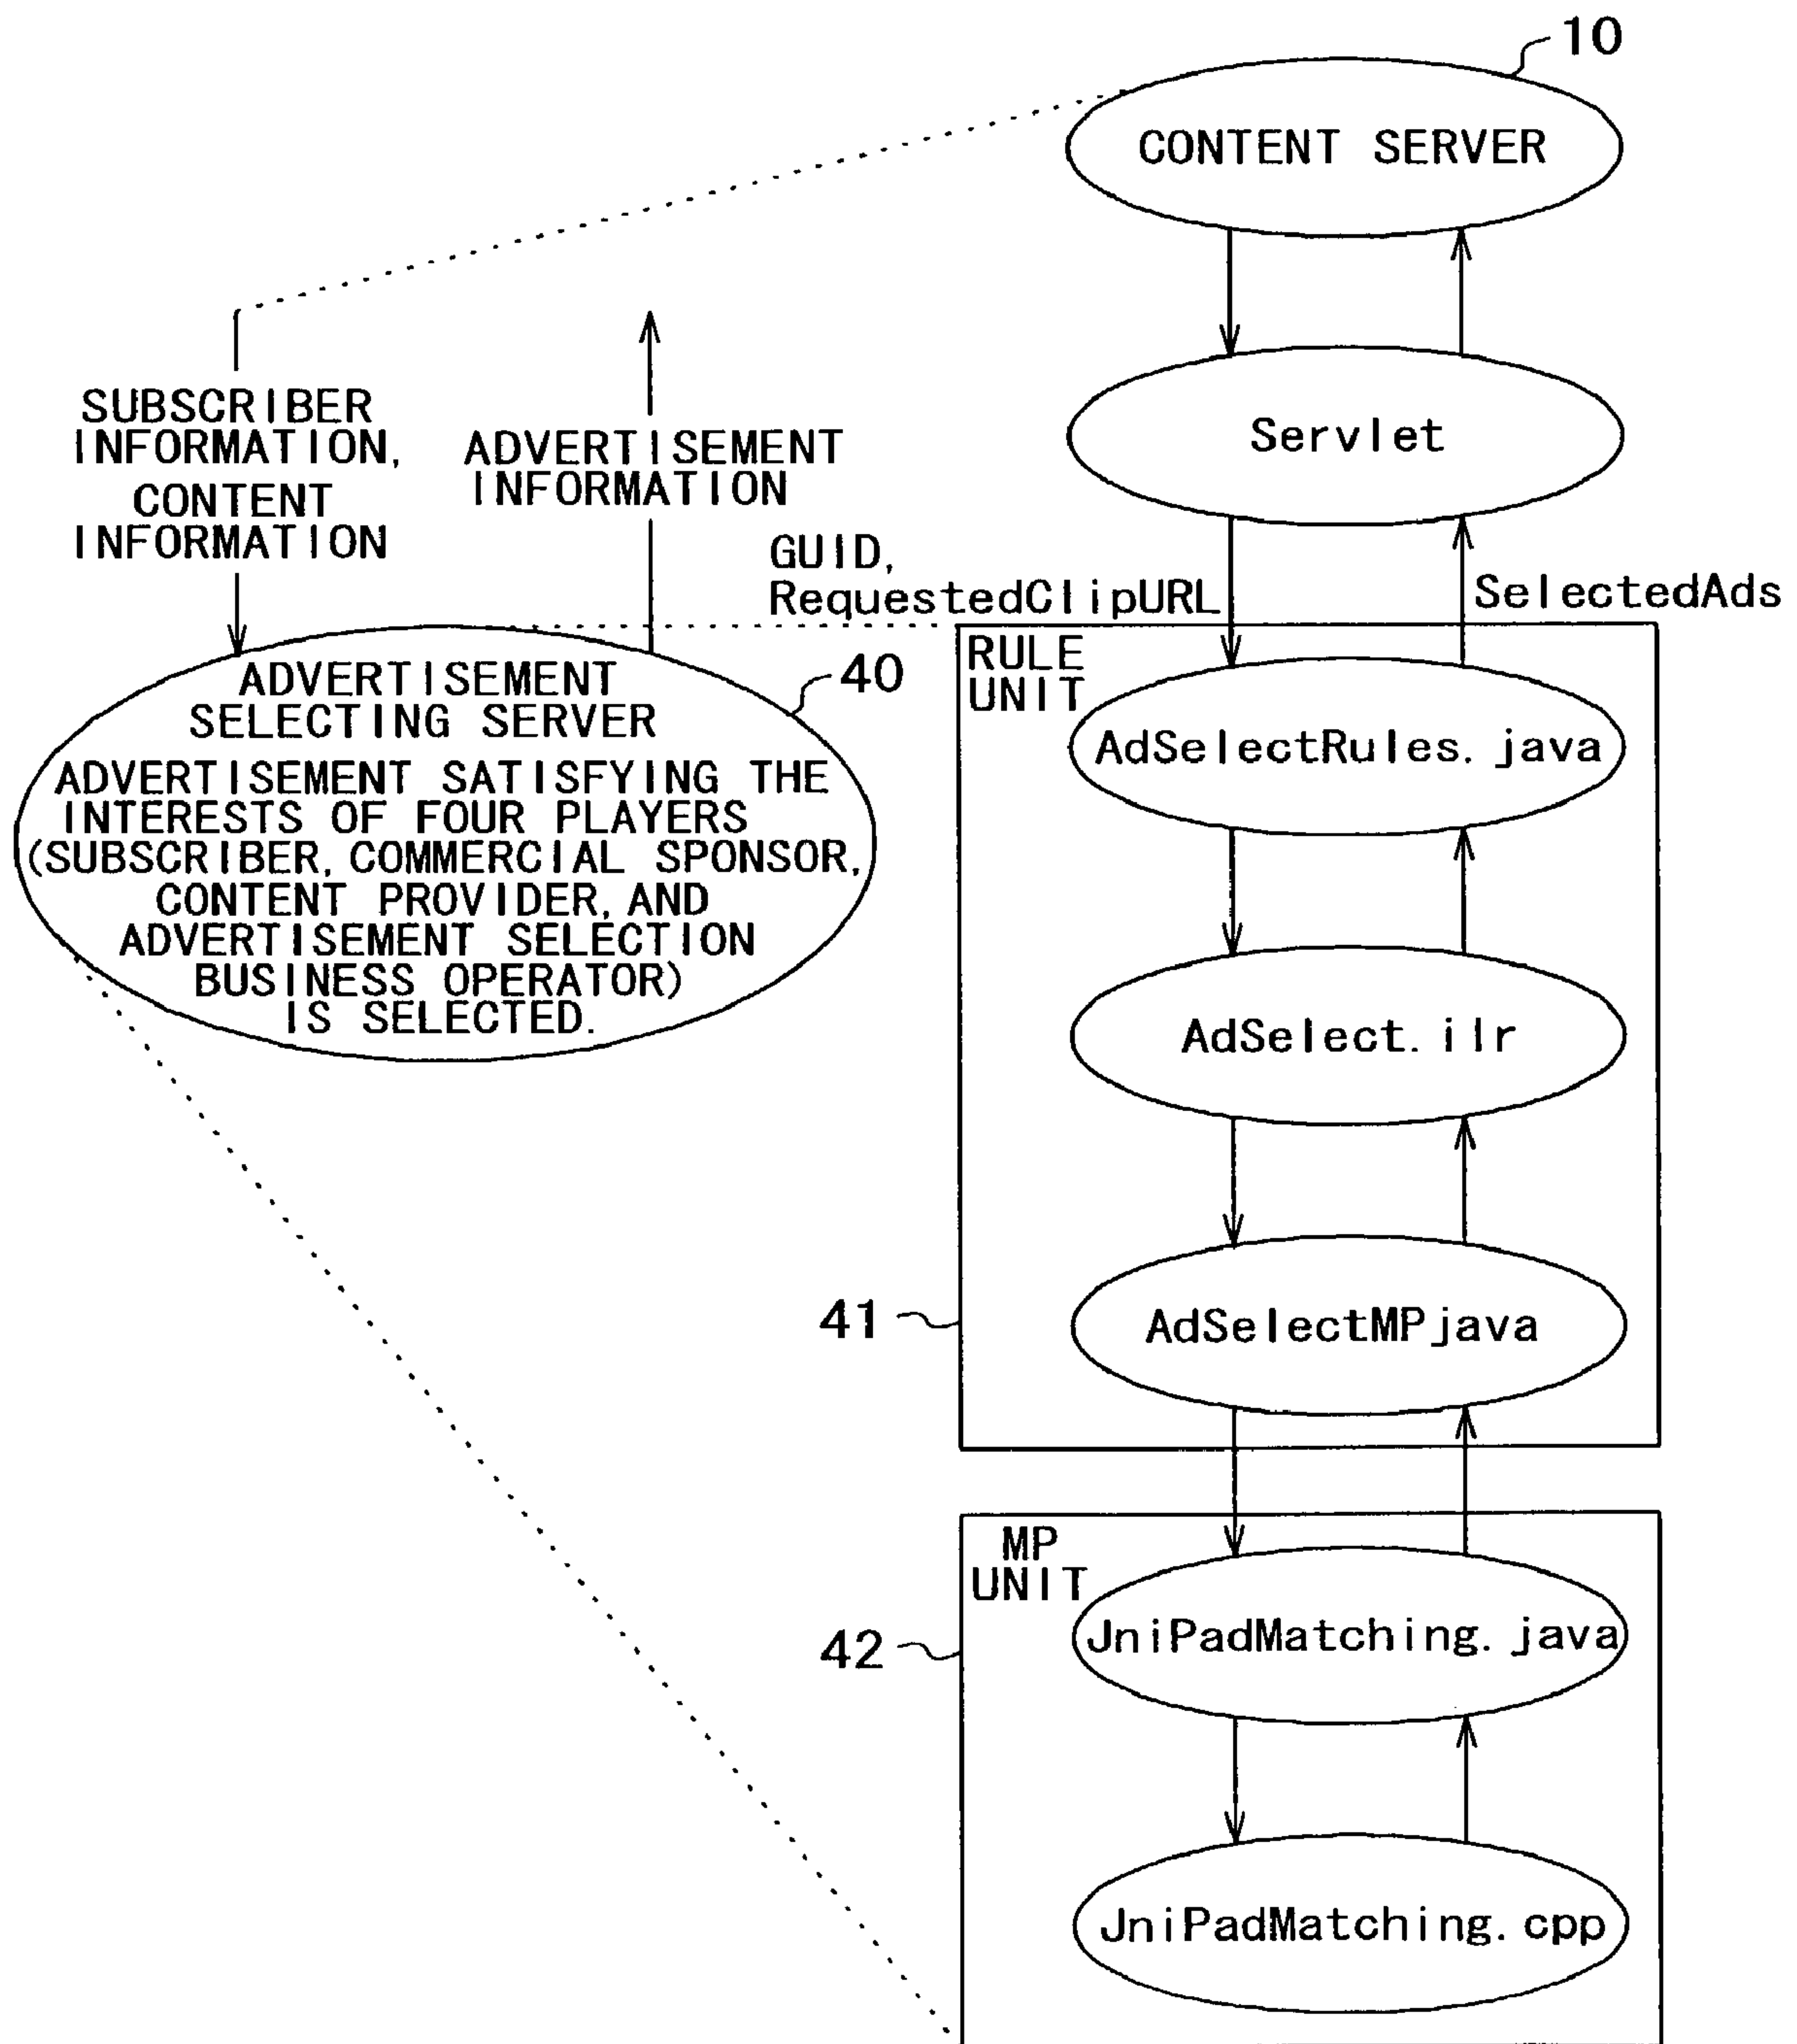 10
CONTENT SERVER
Servlet
SUBSCRIBER
INFORMATION,
CONTENT
INFORMATION
ADVERTISEMENT
INFORMATION
GUID,
RequestedClipURL
SelectedAds
40
ADVERTISEMENT
SELECTING SERVER
ADVERTISEMENT SATISFYING THE
INTERESTS OF FOUR PLAYERS
(SUBSCRIBER, COMMERCIAL SPONSOR,
CONTENT PROVIDER, AND
ADVERTISEMENT SELECTION
BUSINESS OPERATOR)
IS SELECTED.
RULE
UNIT
AdSelectRules.java
AdSelect.ilr
41
AdSelectMPjava
MP
UNIT
42
JniPadMatching.java
JniPadMatching.cpp